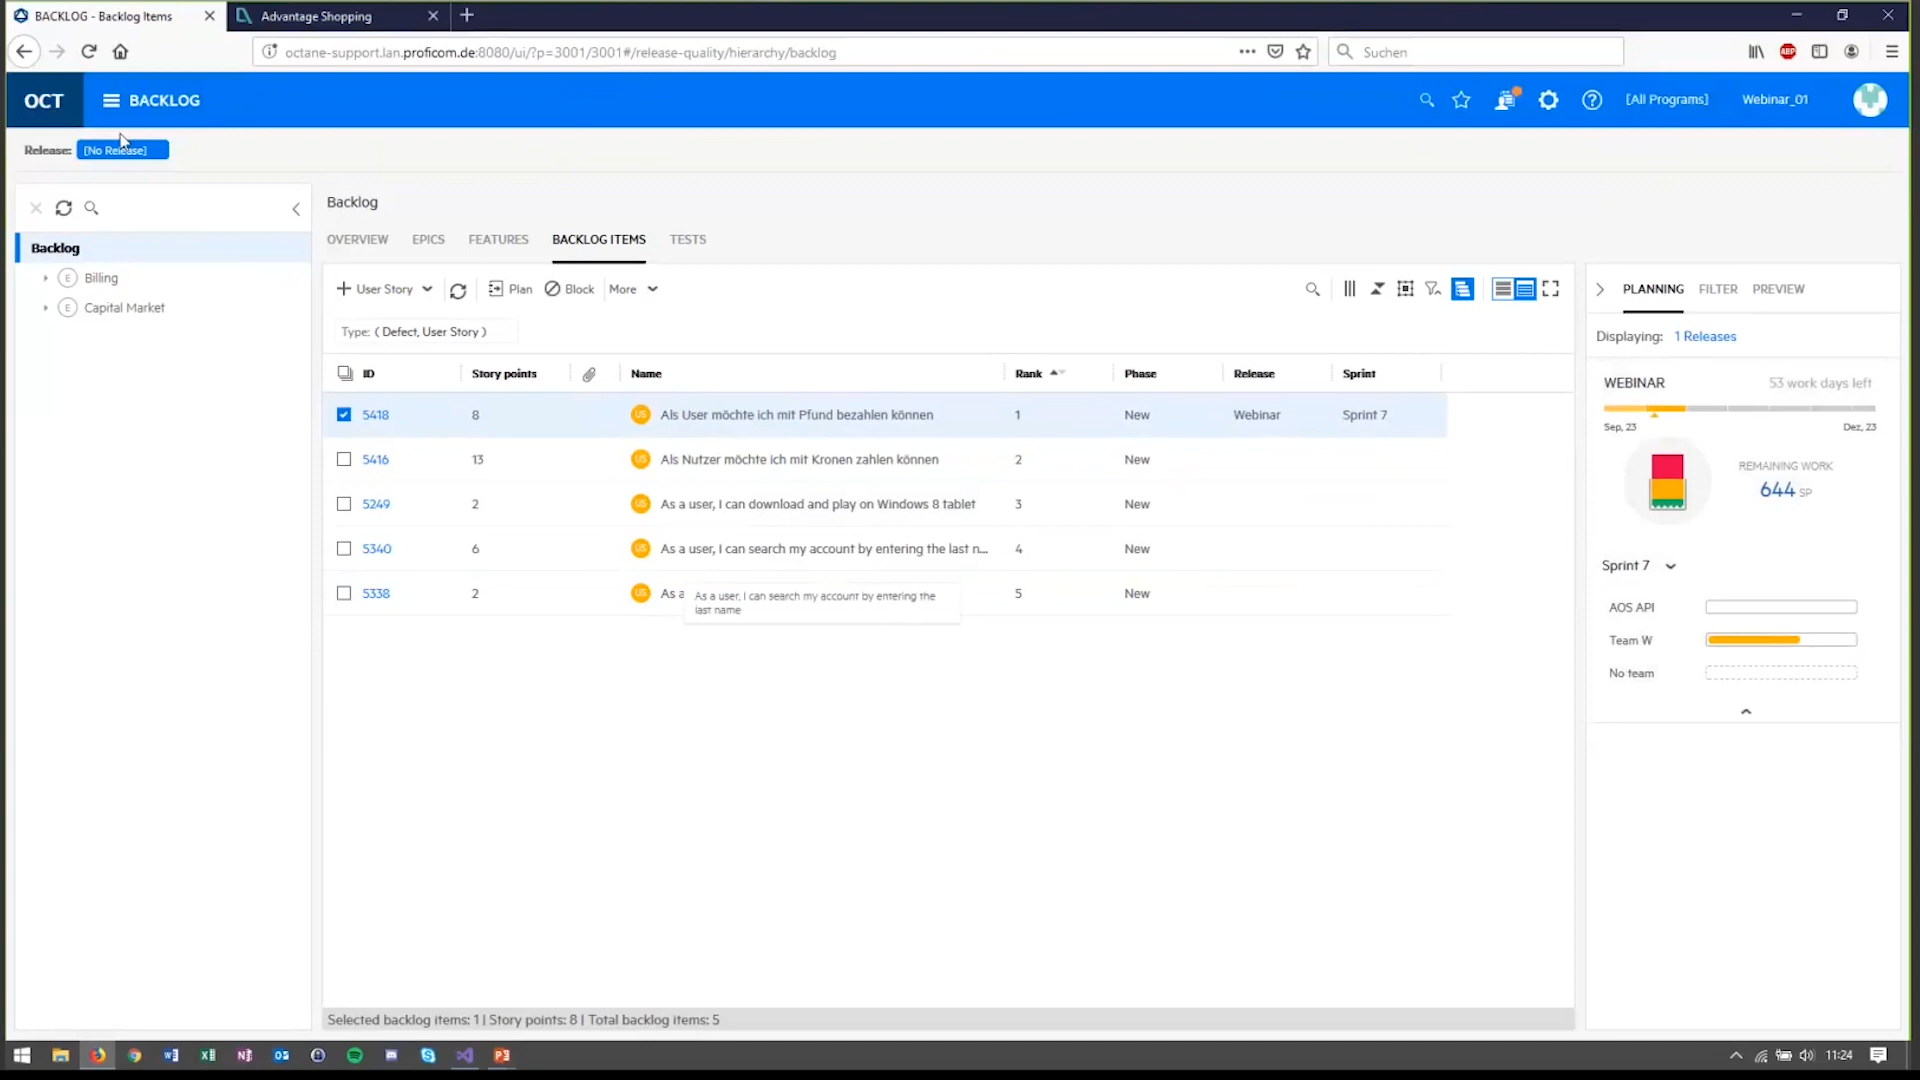 BACKLOG - Backlog Items
Advantage Shopping
octane-support.lan.proficom.de:8080/ui/?p=3001/3001#/release-quality/hierarchy/backlog
Suchen
OCT
BACKLOG
[All Programs]
Webinar_01
Release: [No Release]
Backlog
Billing
Capital Market
Backlog
OVERVIEW EPICS FEATURES BACKLOG ITEMS TESTS
User Story
Plan
Block
More
Type: ( Defect, User Story )
ID Story points Name Rank Phase Release Sprint
5418 8 US Als User möchte ich mit Pfund bezahlen können 1 New Webinar Sprint 7
5416 13 US Als Nutzer möchte ich mit Kronen zahlen können 2 New
5249 2 US As a user, I can download and play on Windows 8 tablet 3 New
5340 6 US As a user, I can search my account by entering the last n... 4 New
5338 2 US As a 5 New
As a user, I can search my account by entering the
last name
Selected backlog items: 1 | Story points: 8 | Total backlog items: 5
PLANNING FILTER PREVIEW
Displaying: 1 Releases
WEBINAR 53 work days left
Sep, 23 Dez, 23
REMAINING WORK
644 SP
Sprint 7
AOS API
Team W
No team
11:24